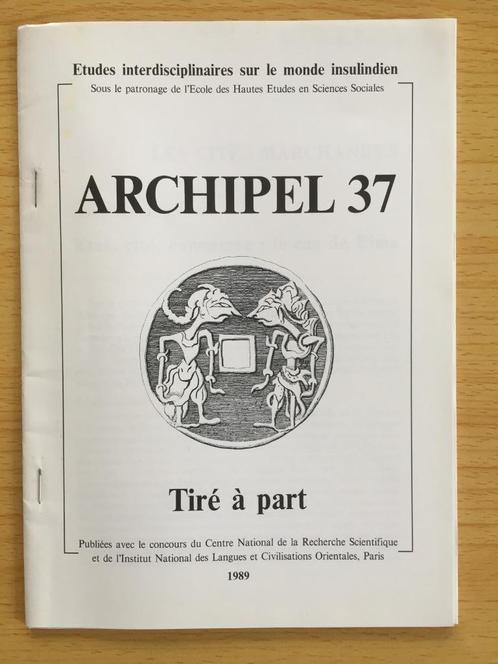 Etudes interdisciplinaires sur le monde insulindien
Sous le patronage de l'Ecole des Hautes Etudes en Sciences Sociales
ARCHIPEL 37
Tiré à part
Publiées avec le concours du Centre National de la Recherche Scientifique
et de l'Institut National des Langues et Civilisations Orientales, Paris
1989